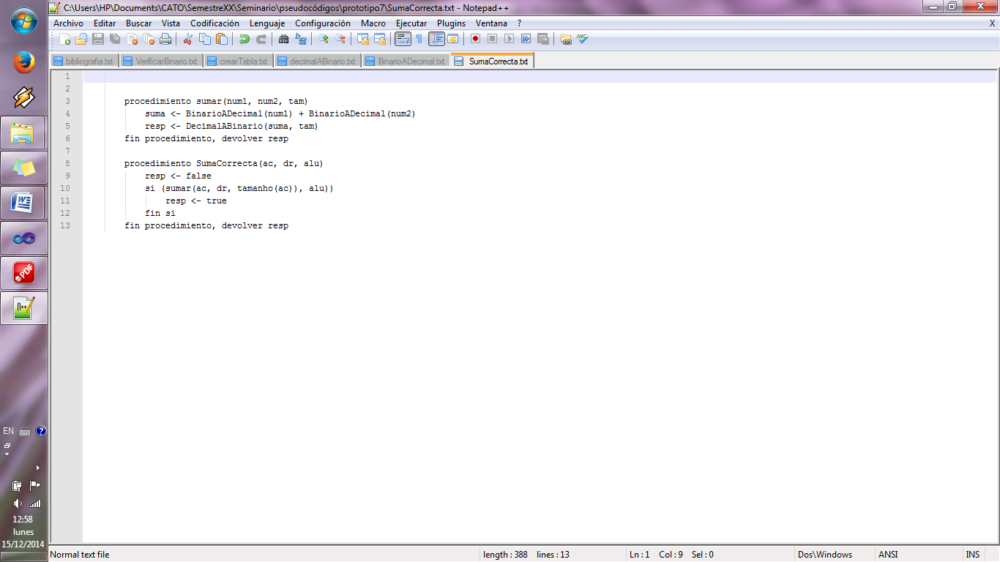 C:\Users\HP\Documents\CATO\SemestreXX\Seminario\pseudocódigos\prototipo7\SumaCorrecta.txt - Notepad++
Archivo Editar Buscar Vista Codificación Lenguaje Configuración Macro Ejecutar Plugins Ventana ? X
bibliografia.txt VerificarBinario.txt crearTabla.txt decimalABinario.txt BinarioADecimal.txt SumaCorrecta.txt
1
2
3 procedimiento sumar(num1, num2, tam)
4 suma <- BinarioADecimal(num1) + BinarioADecimal(num2)
5 resp <- DecimalABinario(suma, tam)
6 fin procedimiento, devolver resp
7
8 procedimiento SumaCorrecta(ac, dr, alu)
9 resp <- false
10 si (sumar(ac, dr, tamanho(ac)), alu))
11 resp <- true
12 fin si
13 fin procedimiento, devolver resp
EN
12:58
lunes
15/12/2014
Normal text file length : 388 lines : 13 Ln : 1 Col : 9 Sel : 0 Dos\Windows ANSI INS